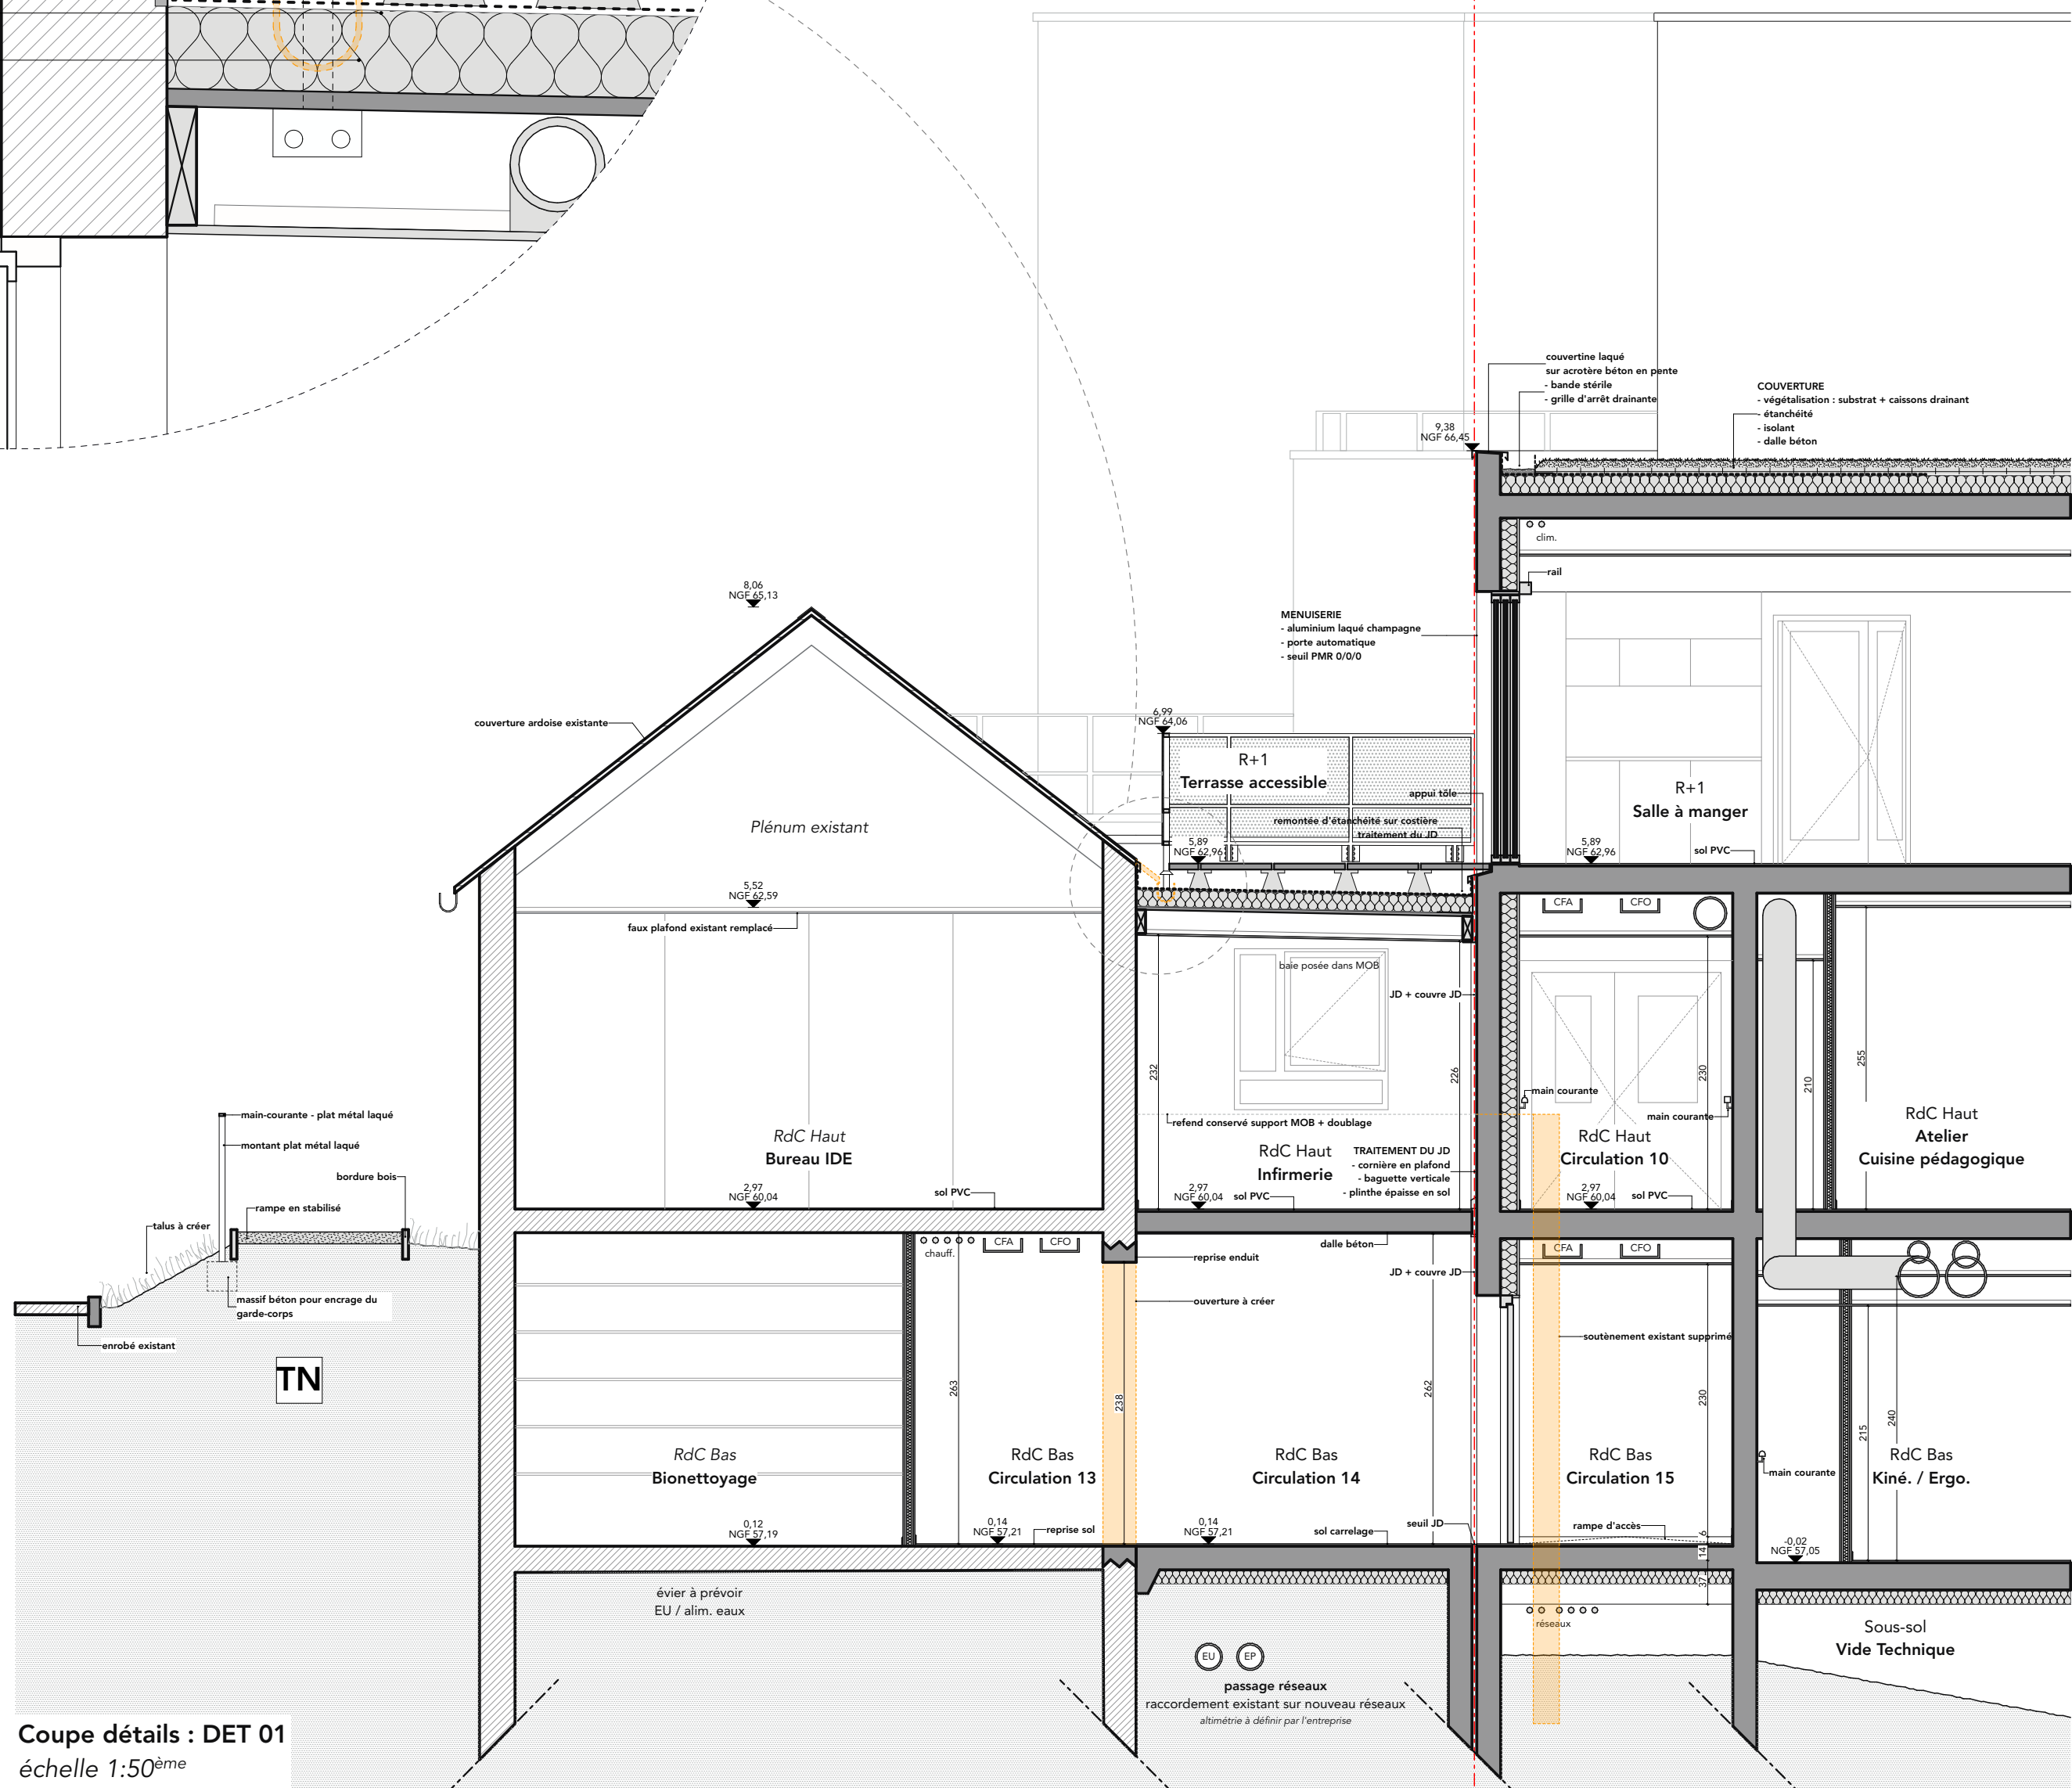 couvertine laqué
sur acrotère béton en pente
- bande stérile
- grille d'arrêt drainante
COUVERTURE
- végétalisation : substrat + caissons drainant
- étanchéité
- isolant
- dalle béton
9,38
NGF 66,45
clim.
rail
8,06
NGF 65,13
MENUISERIE
- aluminium laqué champagne
- porte automatique
- seuil PMR 0/0/0
couverture ardoise existante
6,99
NGF 64,06
R+1
Terrasse accessible
appui tôle
remontée d'étanchéité sur costière
traitement du JD
5,89
NGF 62,96
R+1
Salle à manger
5,89
NGF 62,96
sol PVC
Plénum existant
5,52
NGF 62,59
faux plafond existant remplacé
CFA
CFO
baie posée dans MOB
JD + couvre JD
232
226
230
210
255
main courante
main courante
refend conservé support MOB + doublage
main-courante - plat métal laqué
montant plat métal laqué
bordure bois
rampe en stabilisé
talus à créer
RdC Haut
Bureau IDE
2,97
NGF 60,04
sol PVC
RdC Haut
Infirmerie
2,97
NGF 60,04
sol PVC
TRAITEMENT DU JD
- cornière en plafond
- baguette verticale
- plinthe épaisse en sol
RdC Haut
Circulation 10
2,97
NGF 60,04
sol PVC
RdC Haut
Atelier
Cuisine pédagogique
massif béton pour encrage du
garde-corps
enrobé existant
TN
chauff.
CFA
CFO
reprise enduit
dalle béton
JD + couvre JD
CFA
CFO
ouverture à créer
soutènement existant supprimé
263
238
262
230
215
240
RdC Bas
Bionettoyage
0,12
NGF 57,19
RdC Bas
Circulation 13
0,14
NGF 57,21
reprise sol
RdC Bas
Circulation 14
0,14
NGF 57,21
sol carrelage
seuil JD
RdC Bas
Circulation 15
rampe d'accès
6
14
37
main courante
RdC Bas
Kiné. / Ergo.
-0,02
NGF 57,05
évier à prévoir
EU / alim. eaux
réseaux
Sous-sol
Vide Technique
EU
EP
passage réseaux
raccordement existant sur nouveau réseaux
altimétrie à définir par l'entreprise
Coupe détails : DET 01
échelle 1:50ème